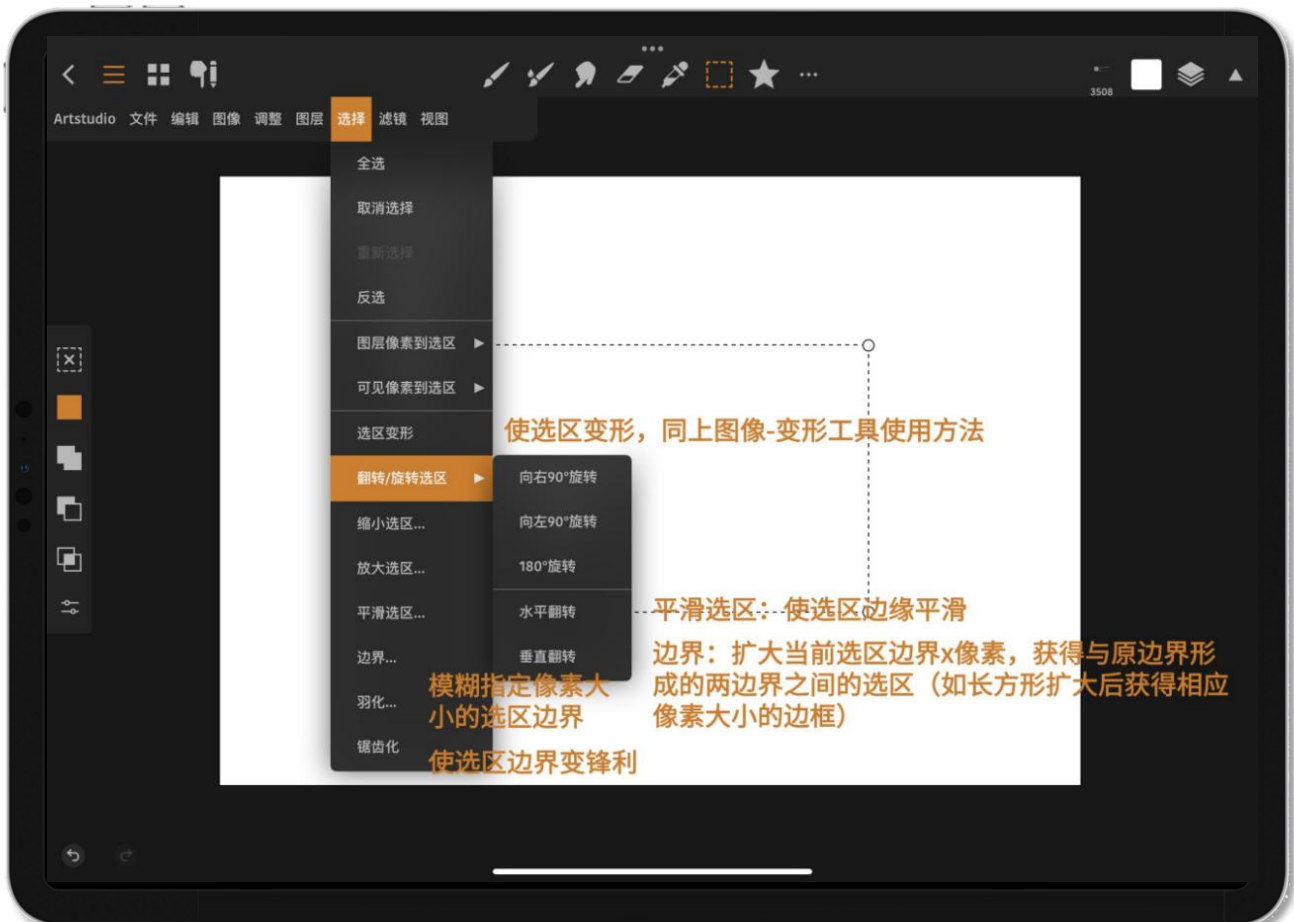 3508
Artstudio 文件 编辑 图像 调整 图层 选择 滤镜 视图
全选
取消选择
重新选择
反选
图层像素到选区
可见像素到选区
选区变形
使选区变形，同上图像-变形工具使用方法
翻转/旋转选区
向右90°旋转
向左90°旋转
180°旋转
水平翻转
垂直翻转
缩小选区...
放大选区...
平滑选区...
边界...
羽化...
锯齿化
平滑选区：使选区边缘平滑
边界：扩大当前选区边界x像素，获得与原边界形
成的两边界之间的选区（如长方形扩大后获得相应
像素大小的边框）
模糊指定像素大
小的选区边界
使选区边界变锋利